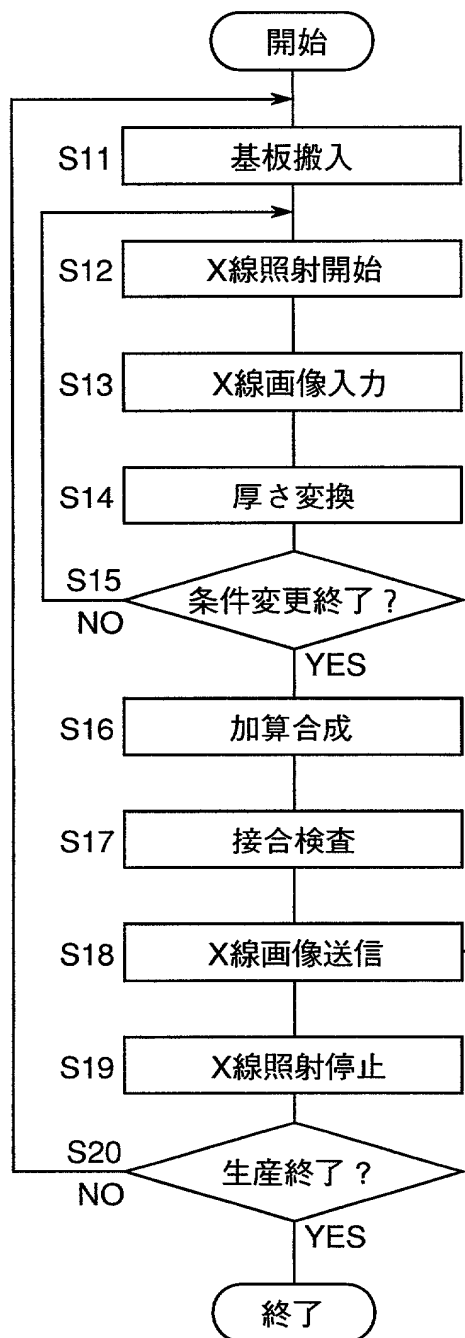 開始
S11 基板搬入
S12 X線照射開始
S13 X線画像入力
S14 厚さ変換
S15 条件変更終了?
NO
YES
S16 加算合成
S17 接合検査
S18 X線画像送信
S19 X線照射停止
S20 生産終了?
NO
YES
終了